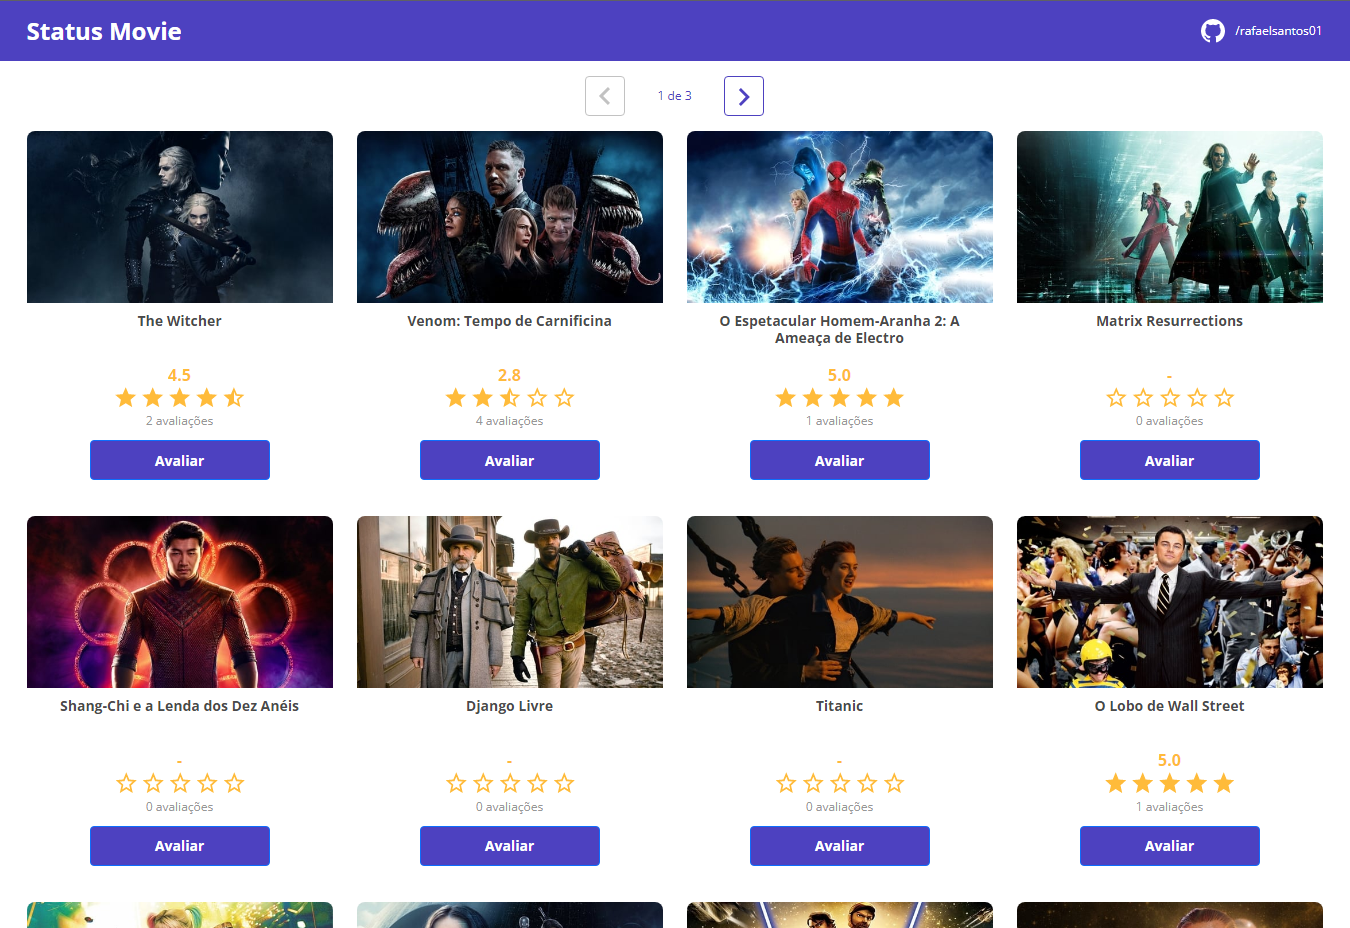 Status Movie
/rafaelsantos01
1 de 3
The Witcher
4.5
2 avaliações
Avaliar
Venom: Tempo de Carnificina
2.8
4 avaliações
Avaliar
O Espetacular Homem-Aranha 2: A
Ameaça de Electro
5.0
1 avaliações
Avaliar
Matrix Resurrections
-
0 avaliações
Avaliar
Shang-Chi e a Lenda dos Dez Anéis
-
0 avaliações
Avaliar
Django Livre
-
0 avaliações
Avaliar
Titanic
-
0 avaliações
Avaliar
O Lobo de Wall Street
5.0
1 avaliações
Avaliar